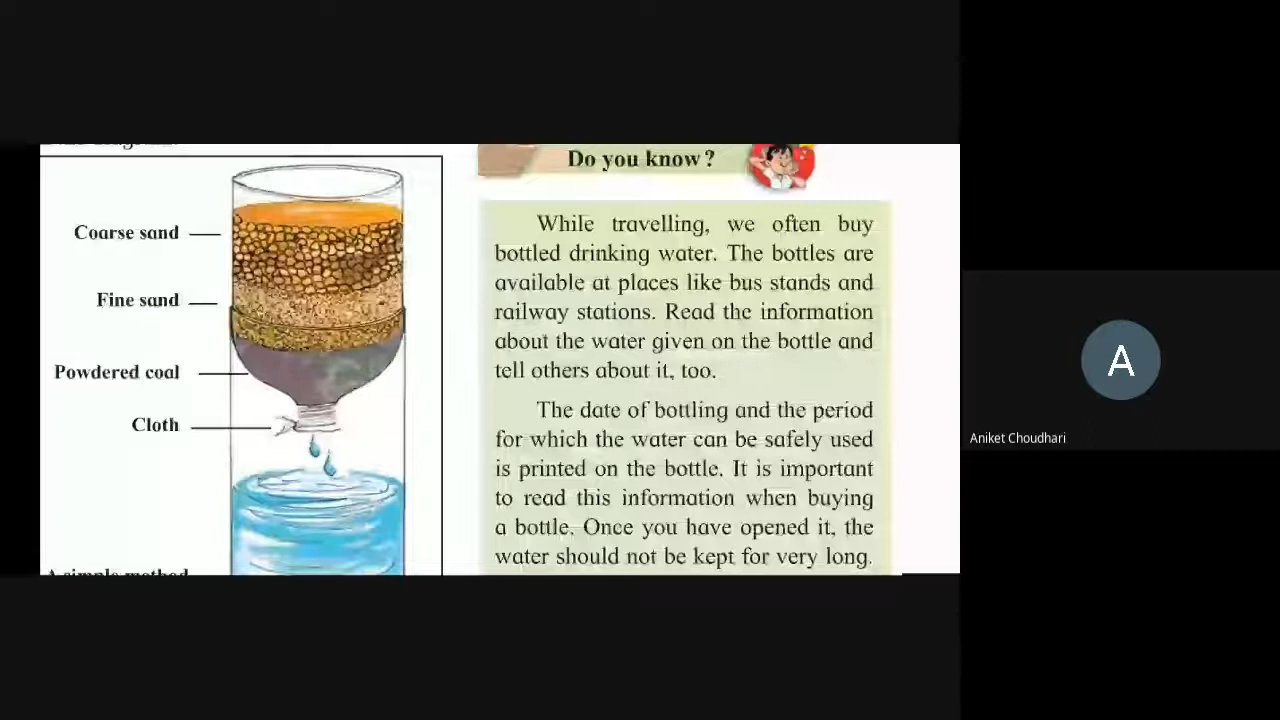 Coarse sand
Fine sand
Powdered coal
Cloth
A simple method
Do you know ?
While travelling, we often buy
bottled drinking water. The bottles are
available at places like bus stands and
railway stations. Read the information
about the water given on the bottle and
tell others about it, too.
The date of bottling and the period
for which the water can be safely used
is printed on the bottle. It is important
to read this information when buying
a bottle. Once you have opened it, the
water should not be kept for very long.
A
Aniket Choudhari